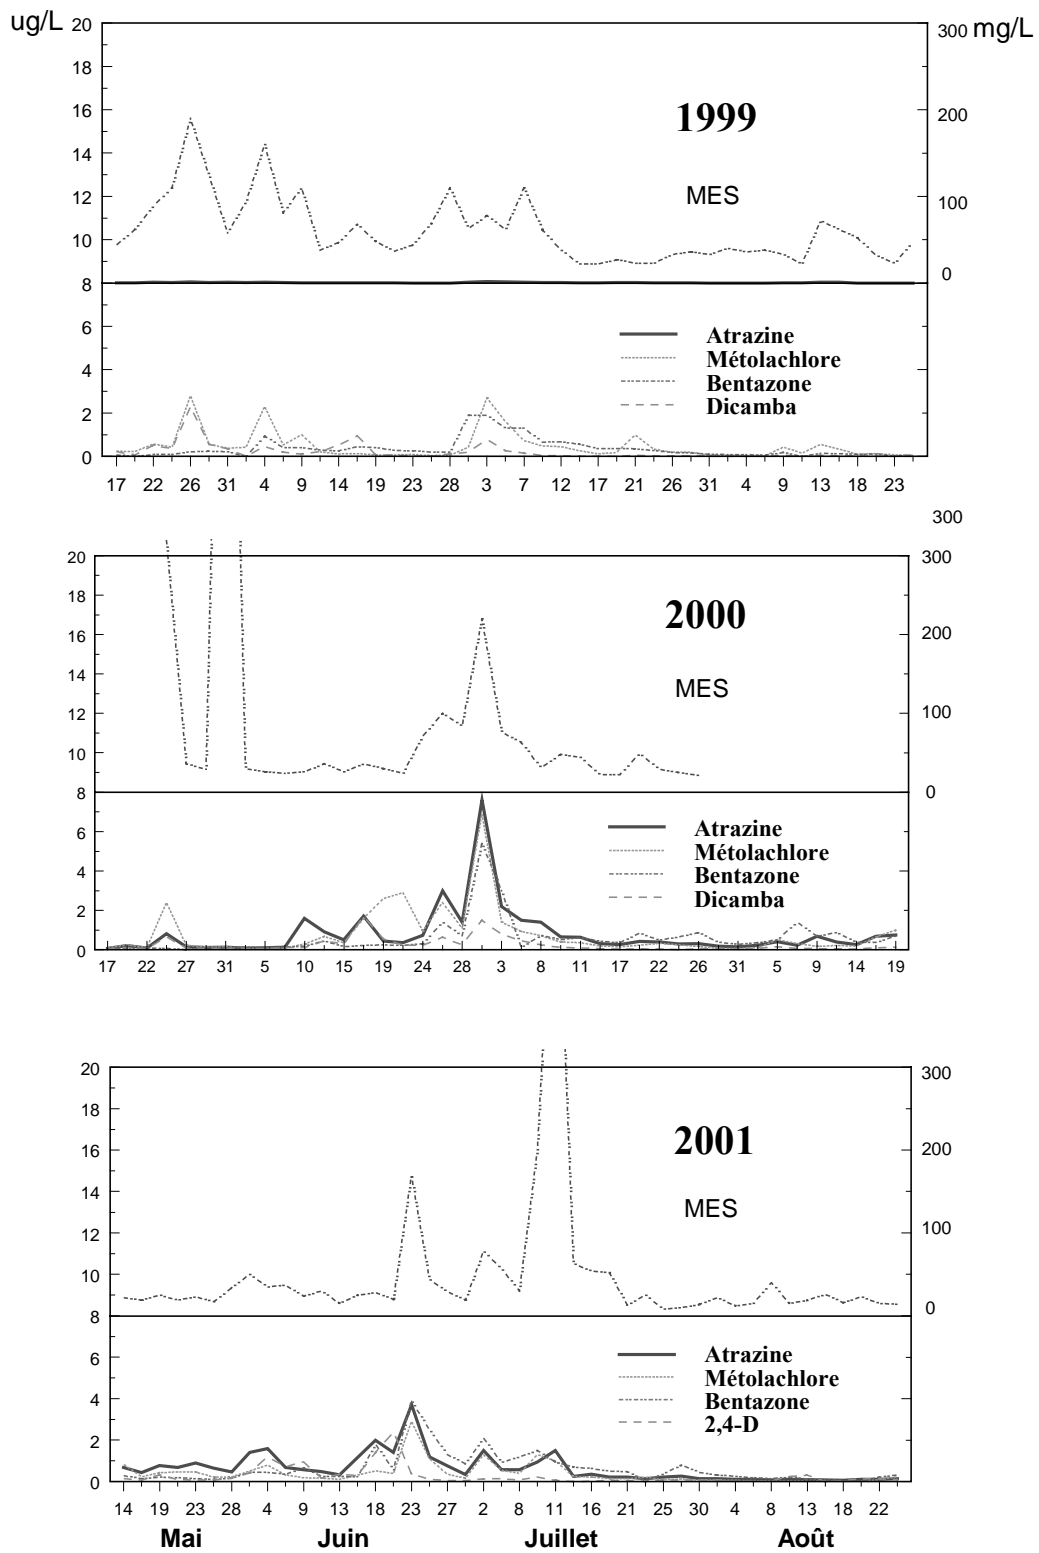 ug/L
mg/L
20 300
18
16 200
14
12 100
10
8 0
6
4
2
0
1999
MES
Atrazine
Métolachlore
Bentazone
Dicamba
17 22 26 31 4 9 12 16 19 23 28 3 7 12 17 21 26 31 4 9 13 18 23
300
20 300
18
16 200
14
12 100
10
8 0
6
4
2
0
2000
MES
Atrazine
Métolachlore
Bentazone
Dicamba
17 22 27 31 5 10 15 19 24 28 3 8 13 17 22 26 31 5 9 14 19
20 300
18
16 200
14
12 100
10
8 0
6
4
2
0
2001
MES
Atrazine
Métolachlore
Bentazone
2,4-D
14 19 23 28 4 8 13 18 23 27 2 7 11 16 21 25 30 4 8 13 18 22
Mai Juin Juillet Août